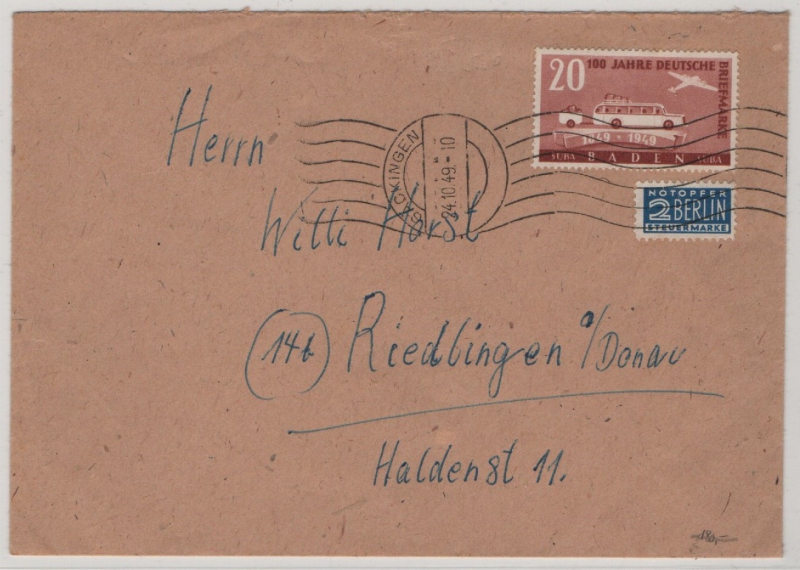 20 100 JAHRE DEUTSCHE BRIEFMARKE
1849 • 1949
SUBA BADEN SUBA
NOTOPFER
2 BERLIN
STEUERMARKE
SÄCKINGEN
24.10.49.-10
Herrn
Willi Horst
(14b) Riedlingen a/Donau
Haldenst 11.